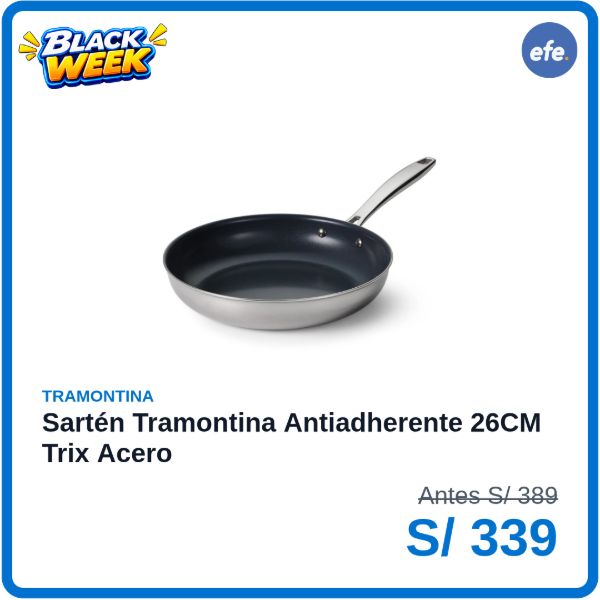 BLACK
WEEK
efe.
TRAMONTINA
Sartén Tramontina Antiadherente 26CM
Trix Acero
Antes S/ 389
S/ 339